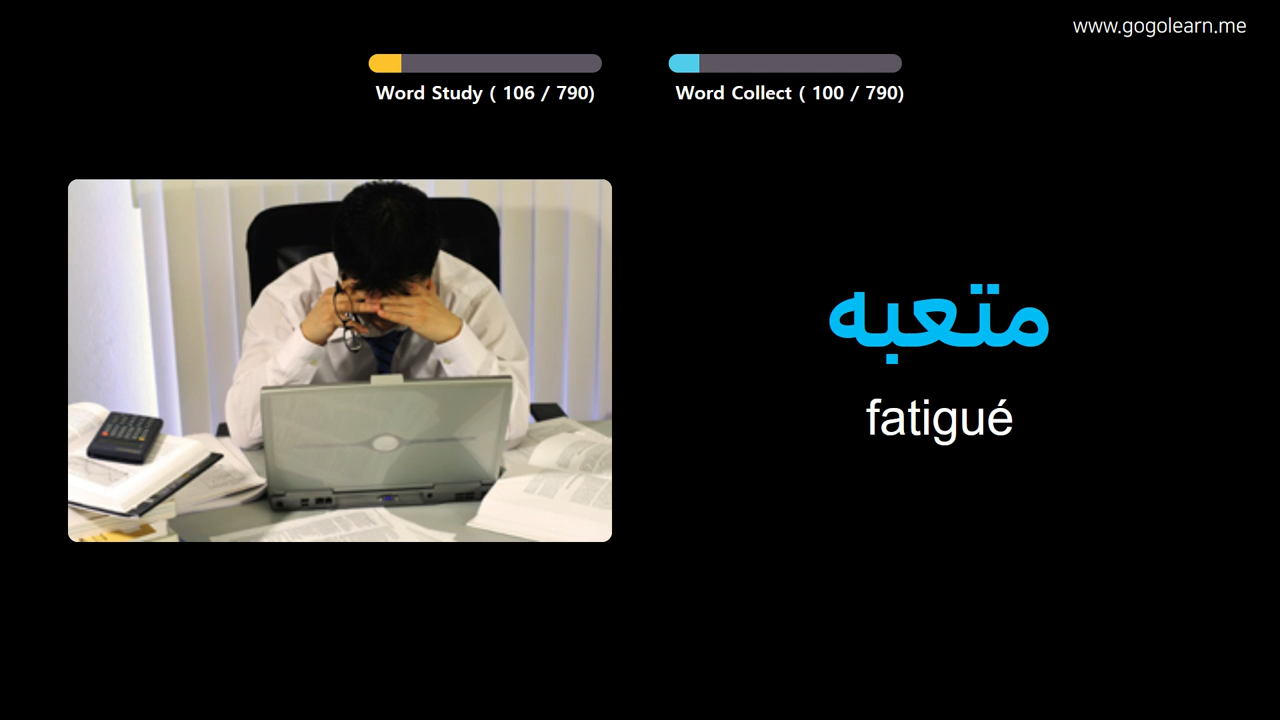 www.gogolearn.me
Word Study ( 106 / 790)
Word Collect ( 100 / 790)
متعبه
fatigué